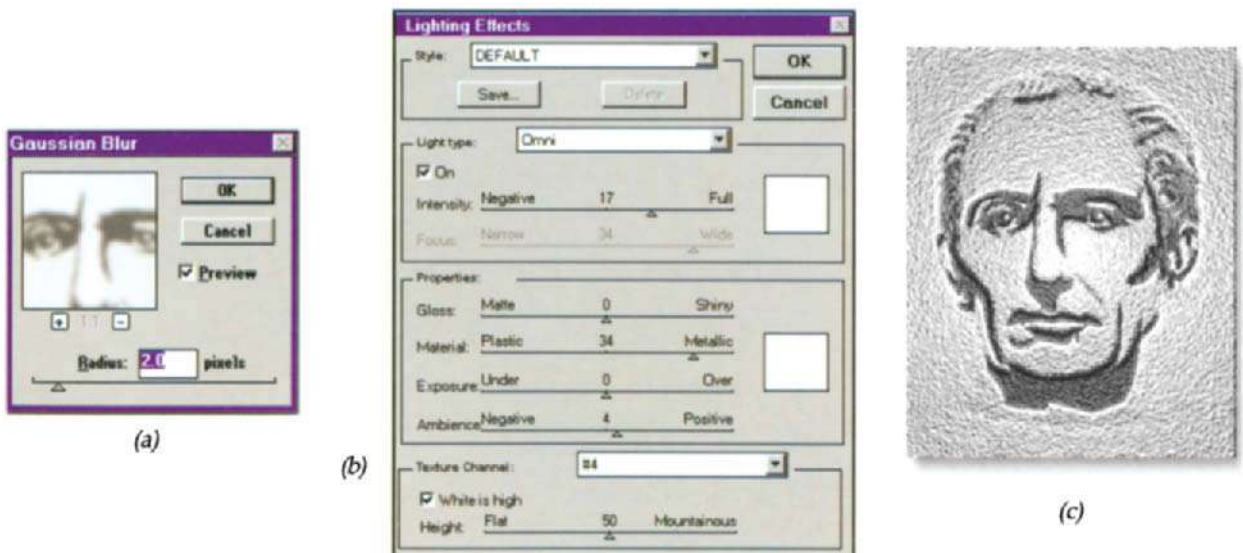 Gaussian Blur
OK
Cancel
Preview
1:1
Radius: 2.0 pixels
(a)
Lighting Effects
Style: DEFAULT
OK
Save...
Delete
Cancel
Light type: Omni
On
Intensity: Negative 17 Full
Focus: Narrow 34 Wide
Properties:
Gloss: Matte 0 Shiny
Material: Plastic 34 Metallic
Exposure: Under 0 Over
Ambience Negative 4 Positive
Texture Channel: #4
White is high
Height: Flat 50 Mountainous
(b)
(c)